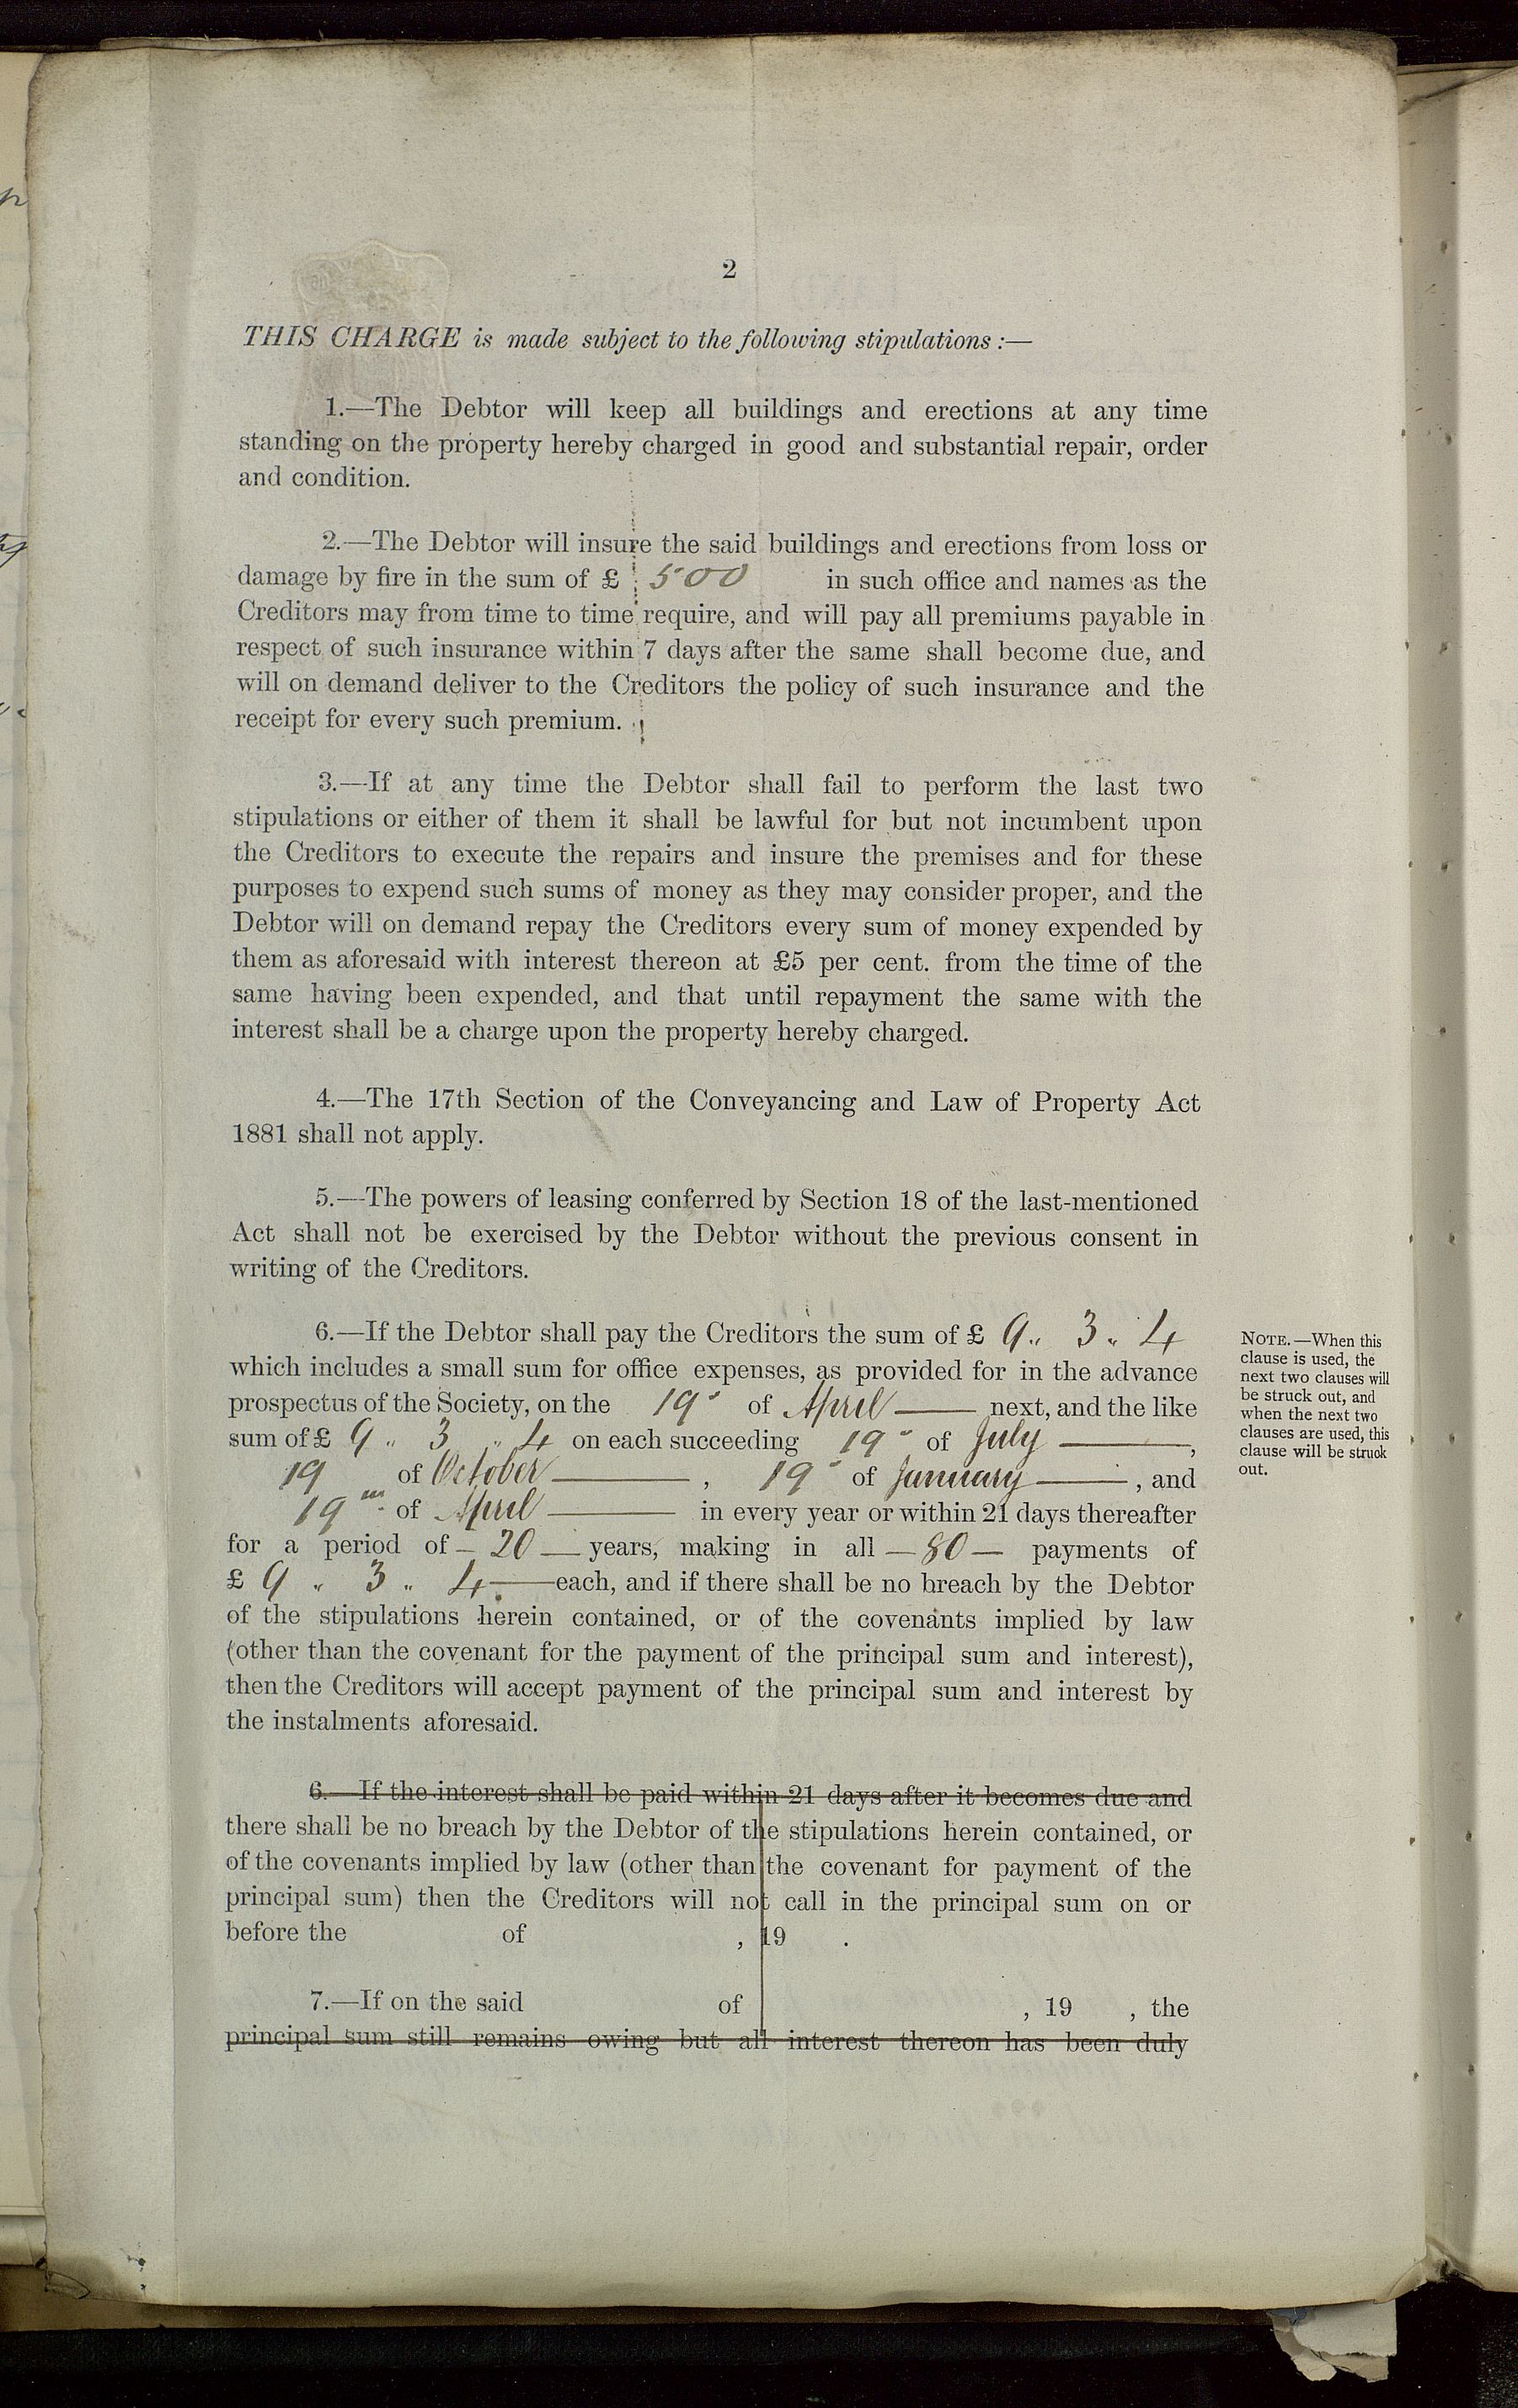 2
THIS CHARGE is made subject to the following stipulations :—
1.—The Debtor will keep all buildings and erections at any time
standing on the property hereby charged in good and substantial repair, order
and condition.
2.—The Debtor will insure the said buildings and erections from loss or
damage by fire in the sum of £ 500 in such office and names as the
Creditors may from time to time require, and will pay all premiums payable in
respect of such insurance within 7 days after the same shall become due, and
will on demand deliver to the Creditors the policy of such insurance and the
receipt for every such premium.
3.—If at any time the Debtor shall fail to perform the last two
stipulations or either of them it shall be lawful for but not incumbent upon
the Creditors to execute the repairs and insure the premises and for these
purposes to expend such sums of money as they may consider proper, and the
Debtor will on demand repay the Creditors every sum of money expended by
them as aforesaid with interest thereon at £5 per cent. from the time of the
same having been expended, and that until repayment the same with the
interest shall be a charge upon the property hereby charged.
4.—The 17th Section of the Conveyancing and Law of Property Act
1881 shall not apply.
5.—The powers of leasing conferred by Section 18 of the last-mentioned
Act shall not be exercised by the Debtor without the previous consent in
writing of the Creditors.
6.—If the Debtor shall pay the Creditors the sum of £ 9 " 3 " 4
which includes a small sum for office expenses, as provided for in the advance
prospectus of the Society, on the 19 of April — next, and the like
sum of £ 9 " 3 " 4 on each succeeding 19 of July —,
19 of October —, 19 of January —, and
19 of April — in every year or within 21 days thereafter
for a period of — 20 — years, making in all — 80 — payments of
£ 9 " 3 " 4 — each, and if there shall be no breach by the Debtor
of the stipulations herein contained, or of the covenants implied by law
(other than the covenant for the payment of the principal sum and interest),
then the Creditors will accept payment of the principal sum and interest by
the instalments aforesaid.
NOTE.—When this
clause is used, the
next two clauses will
be struck out, and
when the next two
clauses are used, this
clause will be struck
out.
6.—If the interest shall be paid within 21 days after it becomes due and
there shall be no breach by the Debtor of the stipulations herein contained, or
of the covenants implied by law (other than the covenant for payment of the
principal sum) then the Creditors will not call in the principal sum on or
before the of , 19 .
7.—If on the said of , 19 , the
principal sum still remains owing but all interest thereon has been duly